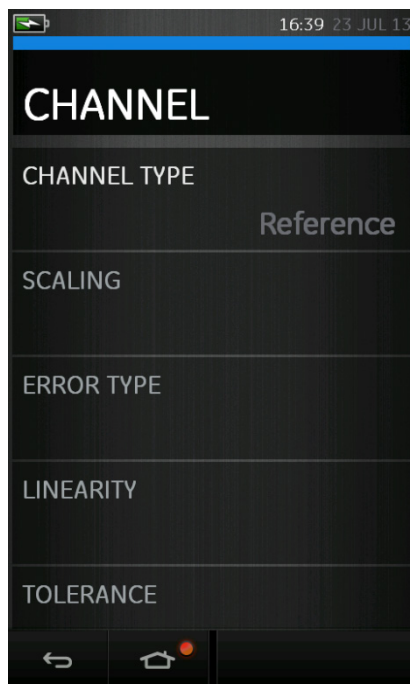 16:39 23 JUL 13
CHANNEL
CHANNEL TYPE
Reference
SCALING
ERROR TYPE
LINEARITY
TOLERANCE